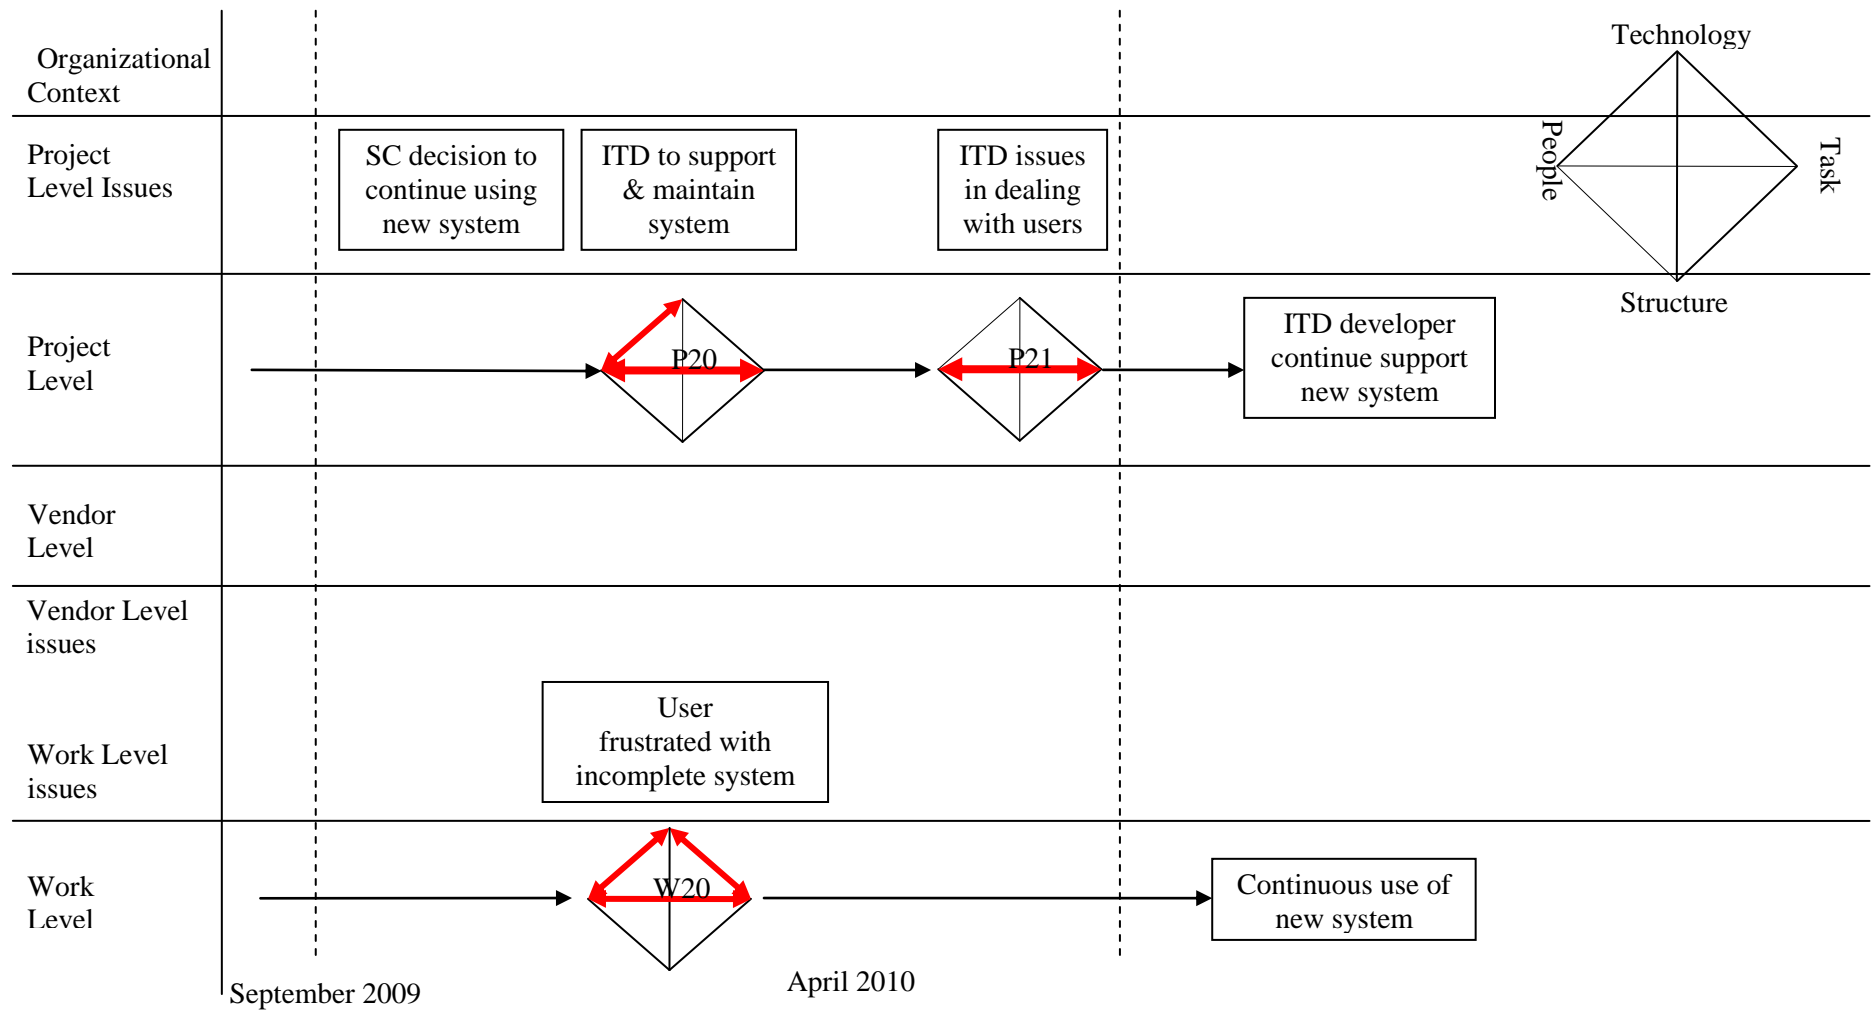 Organizational
Context
Technology
People
Task
Structure
Project
Level Issues
SC decision to
continue using
new system
ITD to support
& maintain
system
ITD issues
in dealing
with users
Project
Level
P20
P21
ITD developer
continue support
new system
Vendor
Level
Vendor Level
issues
User
frustrated with
incomplete system
Work Level
issues
Work
Level
W20
Continuous use of
new system
September 2009
April 2010